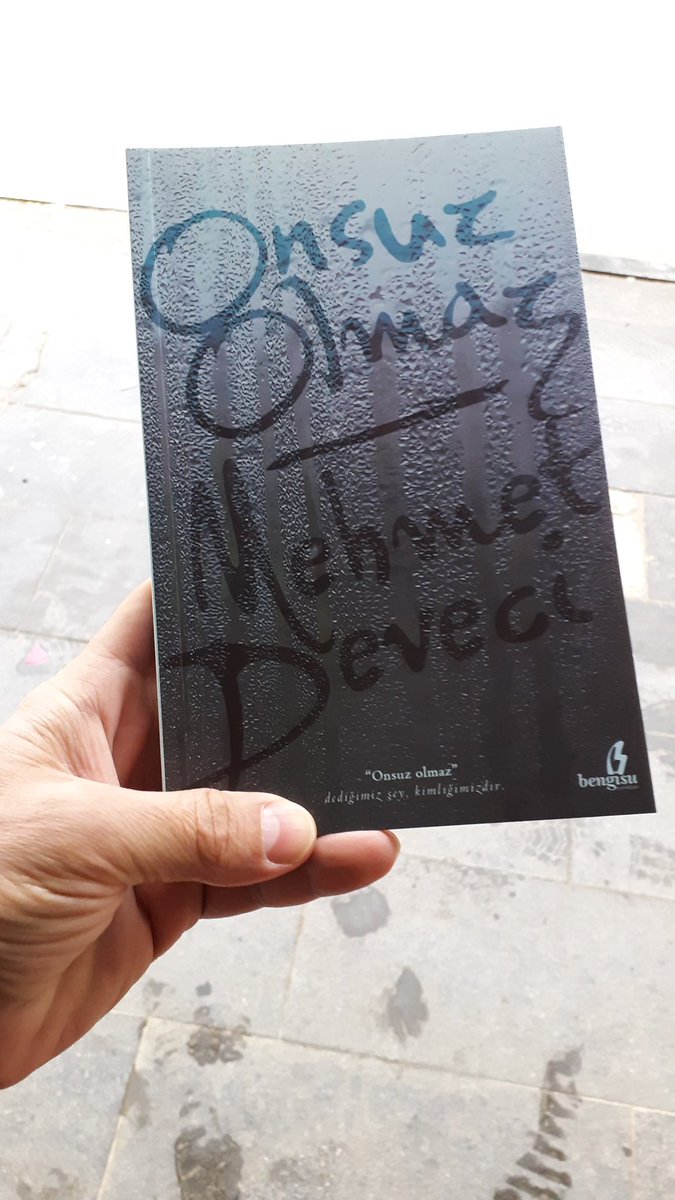 Onsuz
Olmaz
Mehmet
Deveci
"Onsuz olmaz"
dediğimiz şey, kimliğimizdir.
bengisu